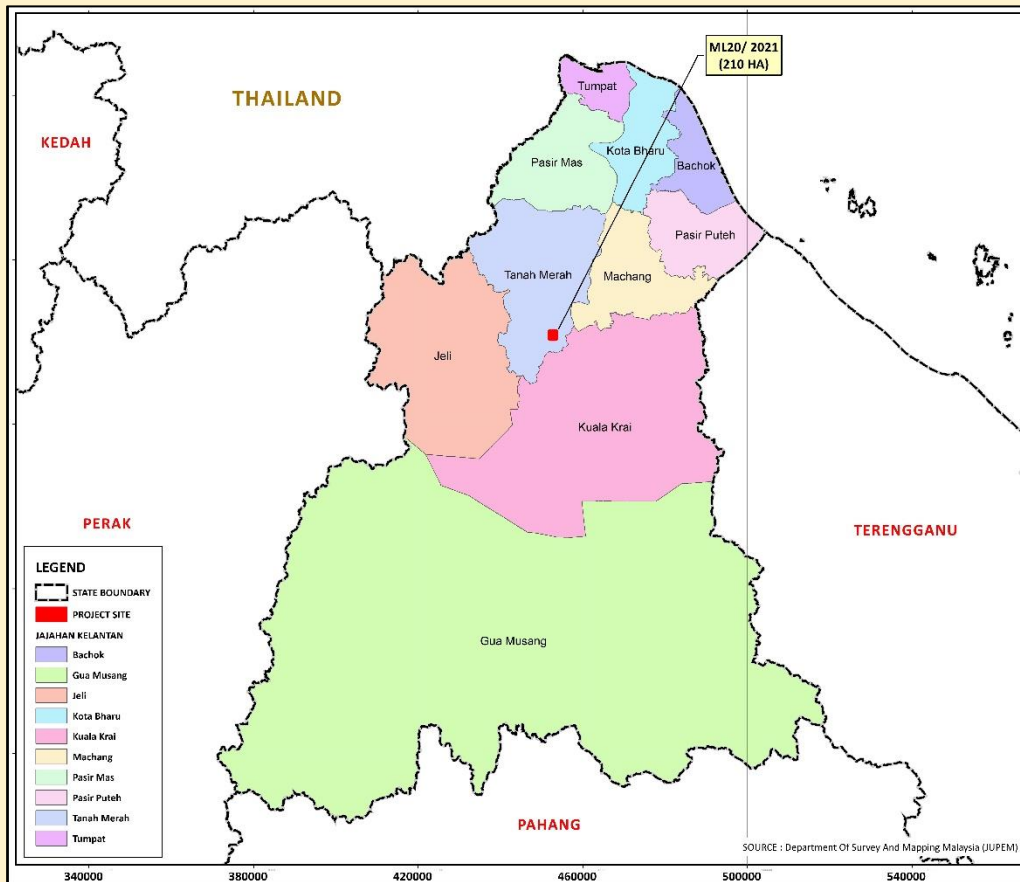 ML20/ 2021
(210 HA)
THAILAND
KEDAH
Tumpat
Kota Bharu
Pasir Mas
Bachok
Pasir Puteh
Tanah Merah
Machang
Jeli
Kuala Krai
PERAK
TERENGGANU
Gua Musang
PAHANG
LEGEND
STATE BOUNDARY
PROJECT SITE
JAJAHAN KELANTAN
Bachok
Gua Musang
Jeli
Kota Bharu
Kuala Krai
Machang
Pasir Mas
Pasir Puteh
Tanah Merah
Tumpat
SOURCE : Department Of Survey And Mapping Malaysia (JUPEM)
340000 380000 420000 460000 500000 540000